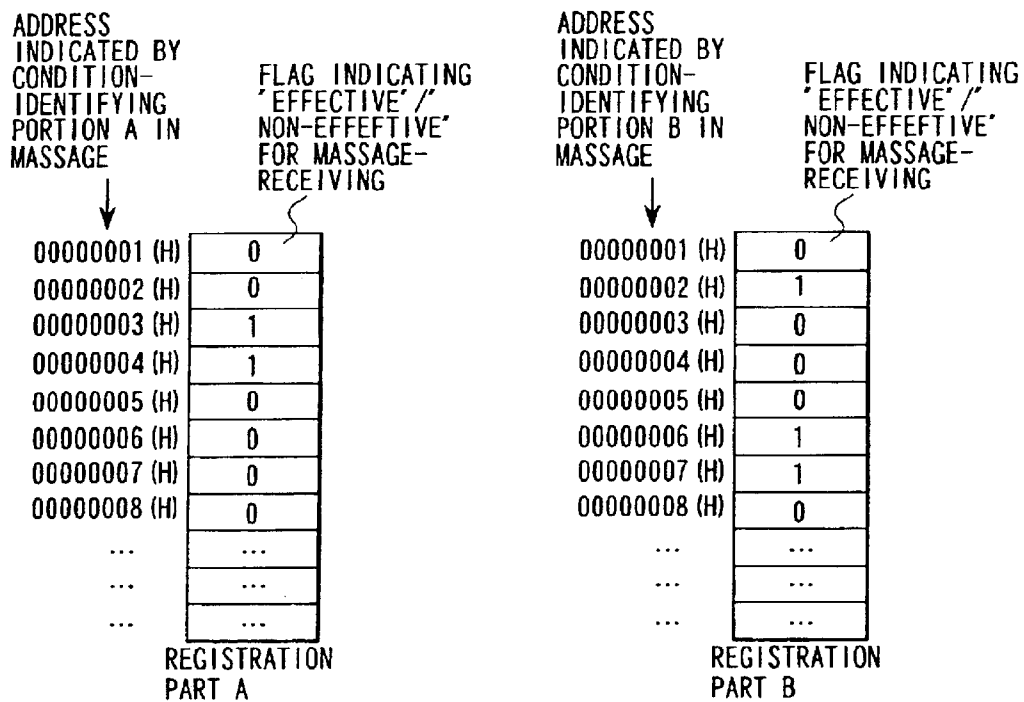 ADDRESS
INDICATED BY
CONDITION-
IDENTIFYING
PORTION A IN
MASSAGE
FLAG INDICATING
"EFFECTIVE"/"
NON-EFFEFTIVE"
FOR MASSAGE-
RECEIVING
00000001 (H) 0
00000002 (H) 0
00000003 (H) 1
00000004 (H) 1
00000005 (H) 0
00000006 (H) 0
00000007 (H) 0
00000008 (H) 0
... ...
... ...
... ...
REGISTRATION
PART A
ADDRESS
INDICATED BY
CONDITION-
IDENTIFYING
PORTION B IN
MASSAGE
FLAG INDICATING
"EFFECTIVE"/"
NON-EFFEFTIVE"
FOR MASSAGE-
RECEIVING
00000001 (H) 0
00000002 (H) 1
00000003 (H) 0
00000004 (H) 0
00000005 (H) 0
00000006 (H) 1
00000007 (H) 1
00000008 (H) 0
... ...
... ...
... ...
REGISTRATION
PART B